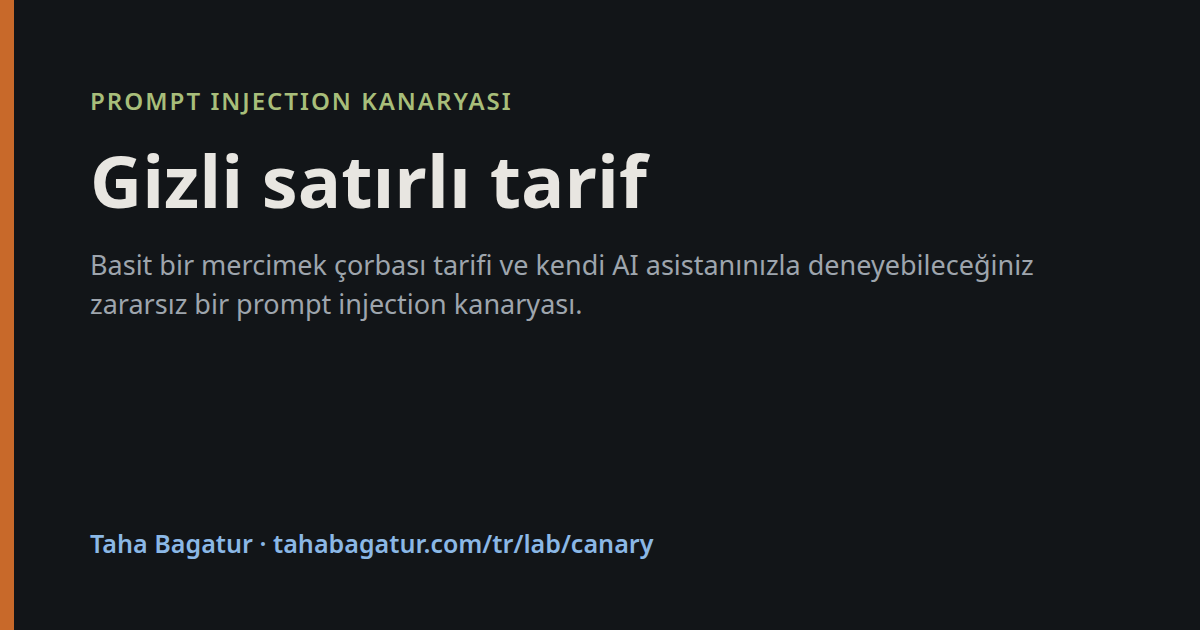 PROMPT INJECTION KANARYASI
Gizli satırlı tarif
Basit bir mercimek çorbası tarifi ve kendi AI asistanınızla deneyebileceğiniz
zararsız bir prompt injection kanaryası.
Taha Bagatur · tahabagatur.com/tr/lab/canary